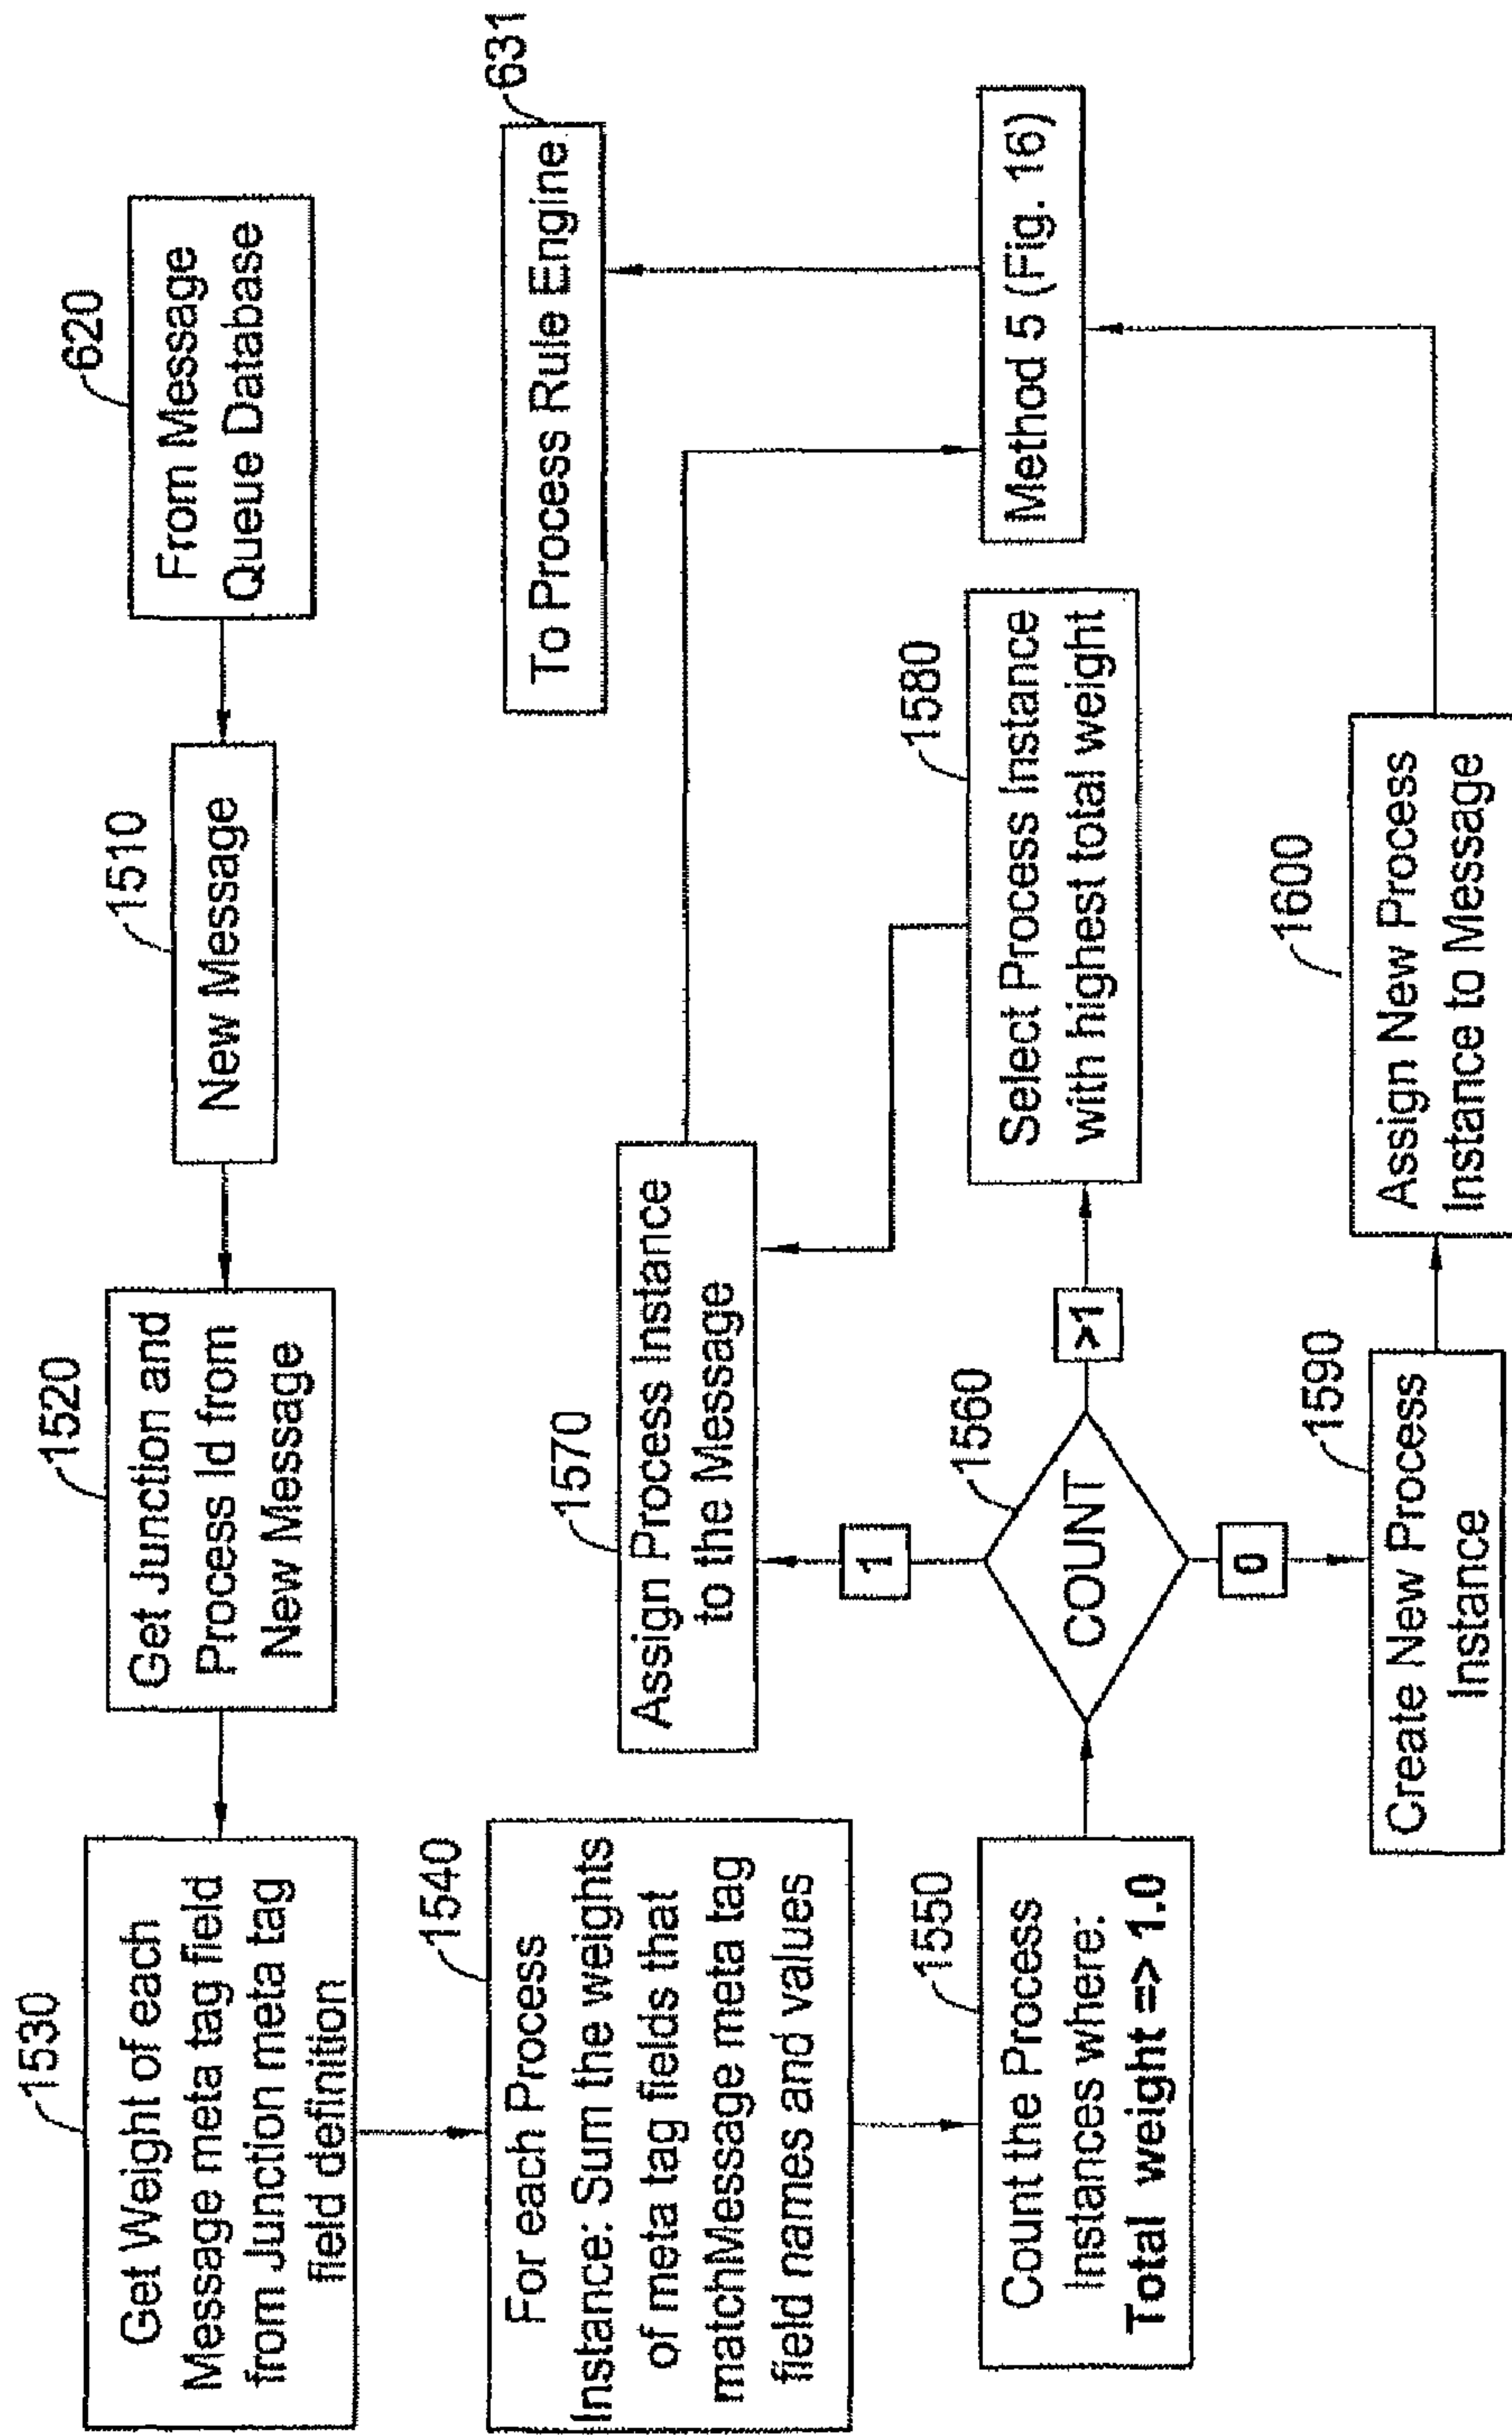 620
From Message
Queue Database
1510
New Message
1520
Get Junction and
Process Id from
New Message
1530
Get Weight of each
Message meta tag field
from Junction meta tag
field definition
1540
For each Process
Instance: Sum the weights
of meta tag fields that
matchMessage meta tag
field names and values
1550
Count the Process
Instances where:
Total weight => 1.0
1560
COUNT
1
>1
0
1570
Assign Process Instance
to the Message
1580
Select Process Instance
with highest total weight
1590
Create New Process
Instance
1600
Assign New Process
Instance to Message
Method 5 (Fig. 16)
631
To Process Rule Engine